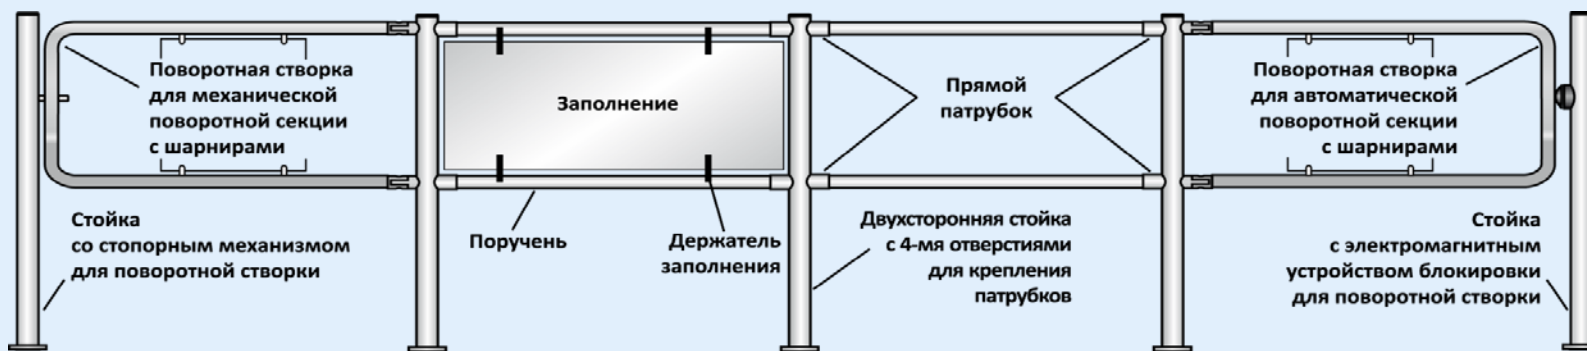 Поворотная створка
для механической
поворотной секции
с шарнирами
Заполнение
Прямой
патрубок
Поворотная створка
для автоматической
поворотной секции
с шарнирами
Стойка
со стопорным механизмом
для поворотной створки
Поручень
Держатель
заполнения
Двухсторонняя стойка
с 4-мя отверстиями
для крепления
патрубков
Стойка
с электромагнитным
устройством блокировки
для поворотной створки